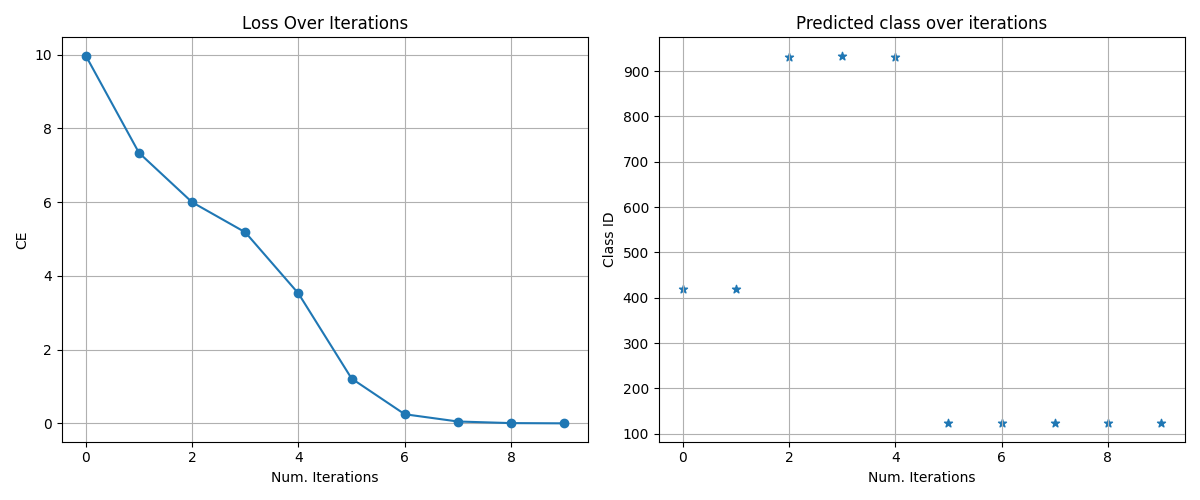 Loss Over Iterations
10
8
6
4
2
0
CE
0 2 4 6 8
Num. Iterations
Predicted class over iterations
900
800
700
600
500
400
300
200
100
Class ID
0 2 4 6 8
Num. Iterations